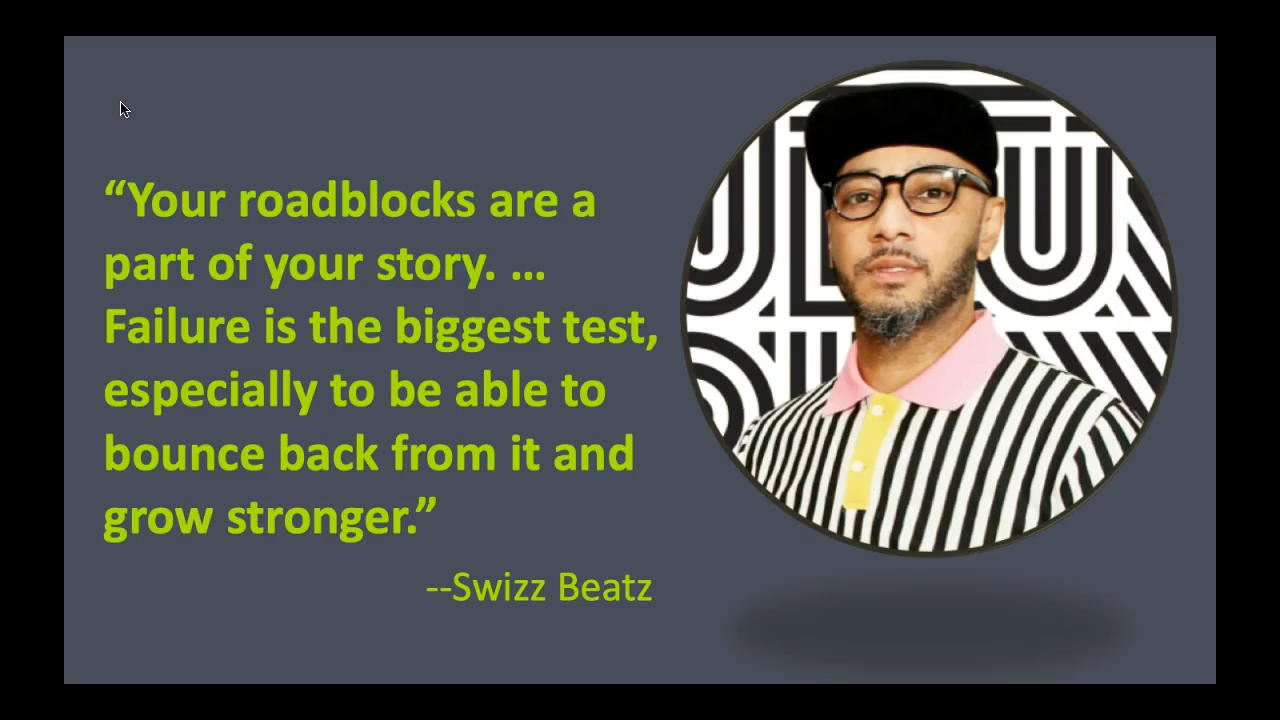 “Your roadblocks are a
part of your story. ...
Failure is the biggest test,
especially to be able to
bounce back from it and
grow stronger.”
--Swizz Beatz